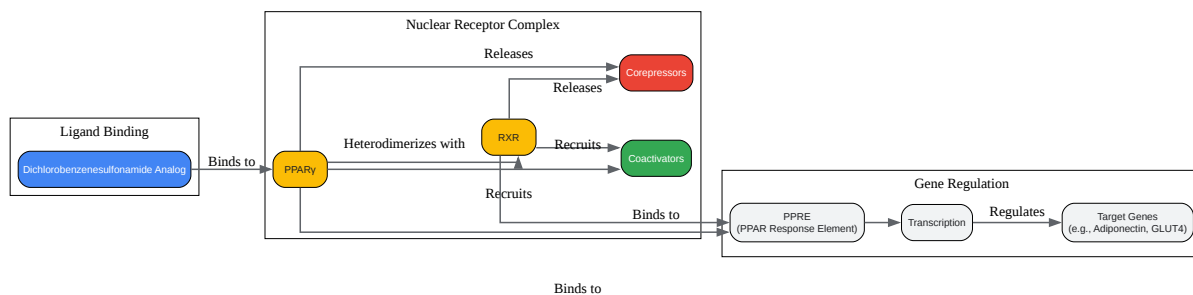 Nuclear Receptor Complex
Releases
Corepressors
Releases
Ligand Binding
Heterodimerizes with
RXR
Recruits
Dichlorobenzenesulfonamide Analog
Binds to
PPARγ
Coactivators
Recruits
Gene Regulation
Binds to
PPRE
(PPAR Response Element)
Transcription
Regulates
Target Genes
(e.g., Adiponectin, GLUT4)
Binds to